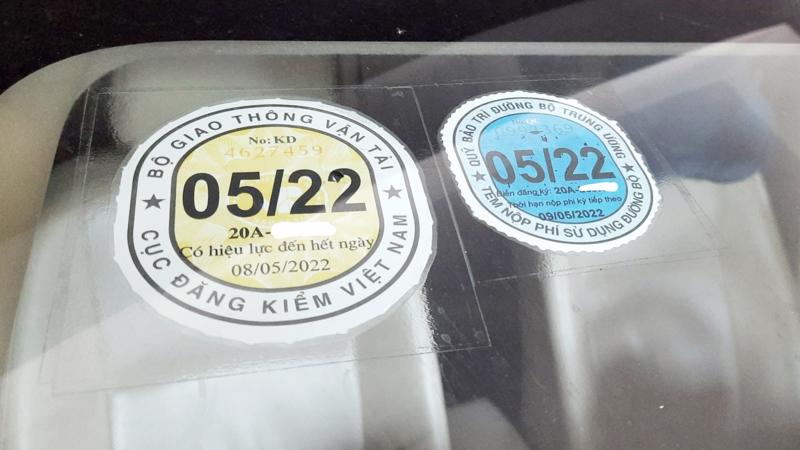 BỘ GIAO THÔNG VẬN TẢI
No: KD
4627459
05/22
20A-
Có hiệu lực đến hết ngày
08/05/2022
★ CỤC ĐĂNG KIỂM VIỆT NAM ★
QUỸ BẢO TRÌ ĐƯỜNG BỘ TRUNG ƯƠNG
05/22
Biển đăng ký: 20A-
Thời hạn nộp phí kỳ tiếp theo
09/05/2022
★ TEM NỘP PHÍ SỬ DỤNG ĐƯỜNG BỘ ★